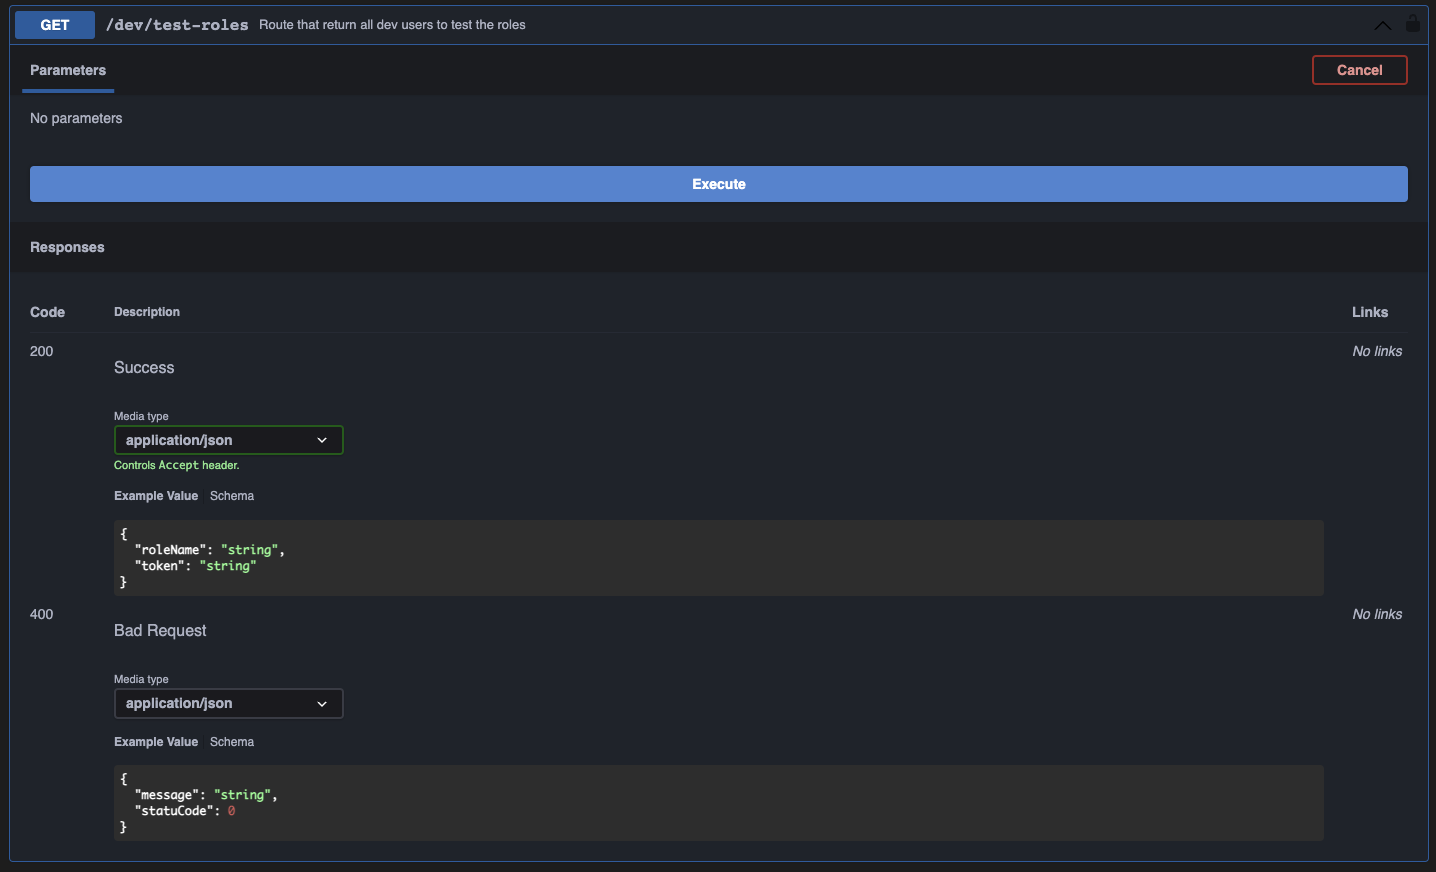 GET /dev/test-roles Route that return all dev users to test the roles
Parameters
Cancel
No parameters
Execute
Responses
Code Description Links
200 Success No links
Media type
application/json
Controls Accept header.
Example Value Schema
{
"roleName": "string",
"token": "string"
}
400 Bad Request No links
Media type
application/json
Example Value Schema
{
"message": "string",
"statuCode": 0
}